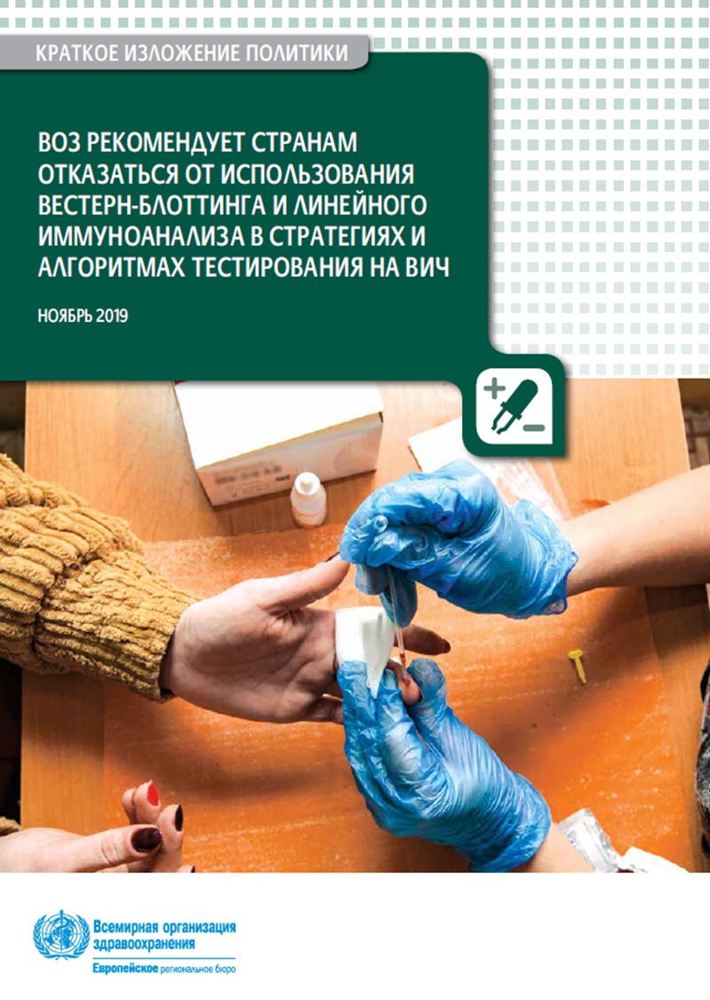 КРАТКОЕ ИЗЛОЖЕНИЕ ПОЛИТИКИ
ВОЗ РЕКОМЕНДУЕТ СТРАНАМ
ОТКАЗАТЬСЯ ОТ ИСПОЛЬЗОВАНИЯ
ВЕСТЕРН-БЛОТТИНГА И ЛИНЕЙНОГО
ИММУНОАНАЛИЗА В СТРАТЕГИЯХ И
АЛГОРИТМАХ ТЕСТИРОВАНИЯ НА ВИЧ
НОЯБРЬ 2019
Всемирная организация
здравоохранения
Европейское региональное бюро